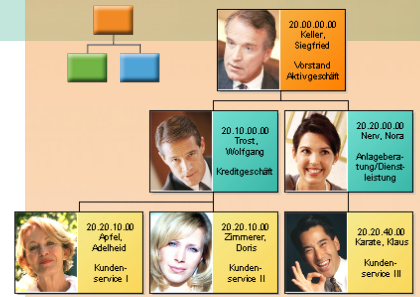 20.00.00.00
Keller,
Siegfried
Vorstand
Aktivgeschäft
20.10.00.00
Trost,
Wolfgang
Kreditgeschäft
20.20.00.00
Nerv, Nora
Anlagebera-
tung/Dienst-
leistung
20.20.10.00
Apfel,
Adelheid
Kunden-
service I
20.20.10.00
Zimmerer,
Doris
Kunden-
service II
20.20.40.00
Karate, Klaus
Kunden-
service III